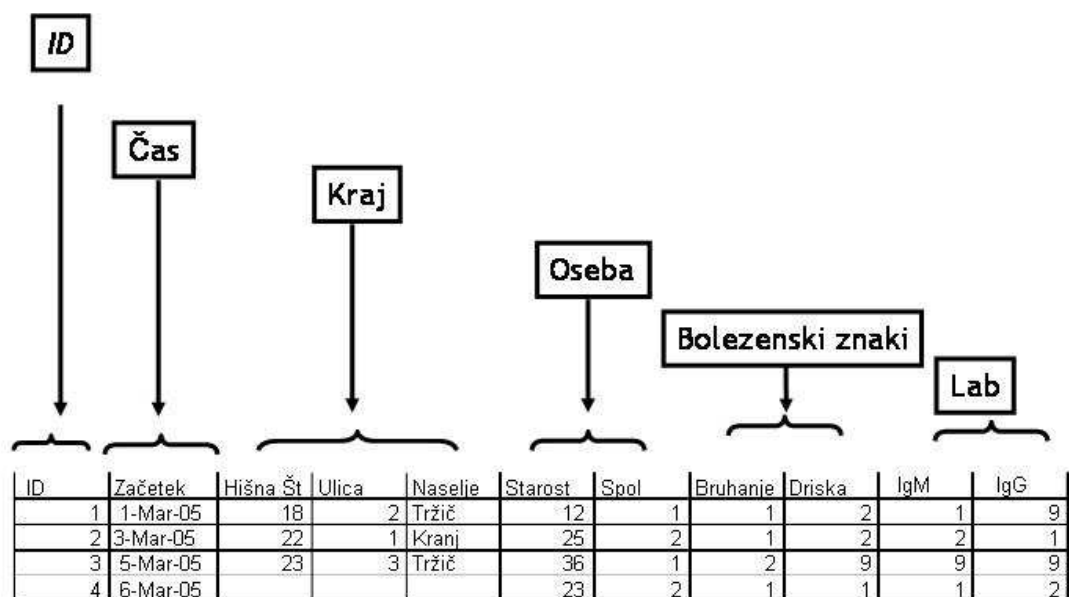 ID
Čas
Kraj
Oseba
Bolezenski znaki
Lab
ID Začetek Hišna Št Ulica Naselje Starost Spol Bruhanje Driska IgM IgG
1 1-Mar-05 18 2 Tržič 12 1 1 2 1 9
2 3-Mar-05 22 1 Kranj 25 2 1 2 2 1
3 5-Mar-05 23 3 Tržič 36 1 2 9 9 9
4 6-Mar-05 23 2 1 1 1 2